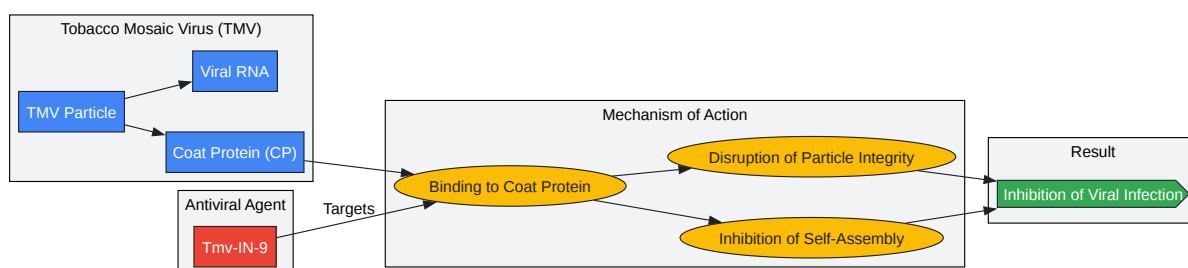 Tobacco Mosaic Virus (TMV)
Viral RNA
TMV Particle
Coat Protein (CP)
Antiviral Agent
Tmv-IN-9
Targets
Mechanism of Action
Binding to Coat Protein
Disruption of Particle Integrity
Inhibition of Self-Assembly
Result
Inhibition of Viral Infection